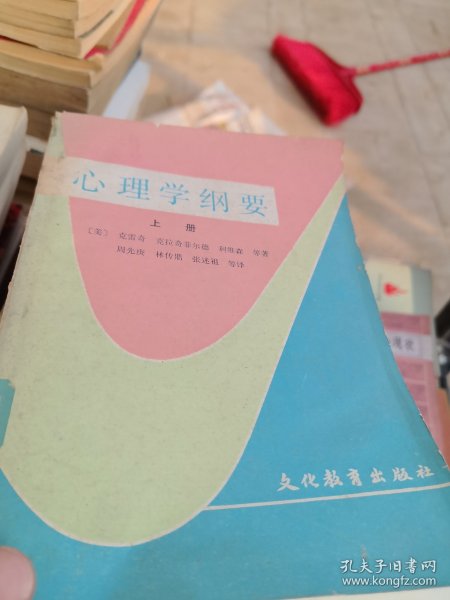 心理学纲要
上册
〔美〕 克雷奇 克拉奇菲尔德 利维森 等著
周先庚 林传鼎 张述祖 等译
文化教育出版社
孔夫子旧书网
www.kongfz.com